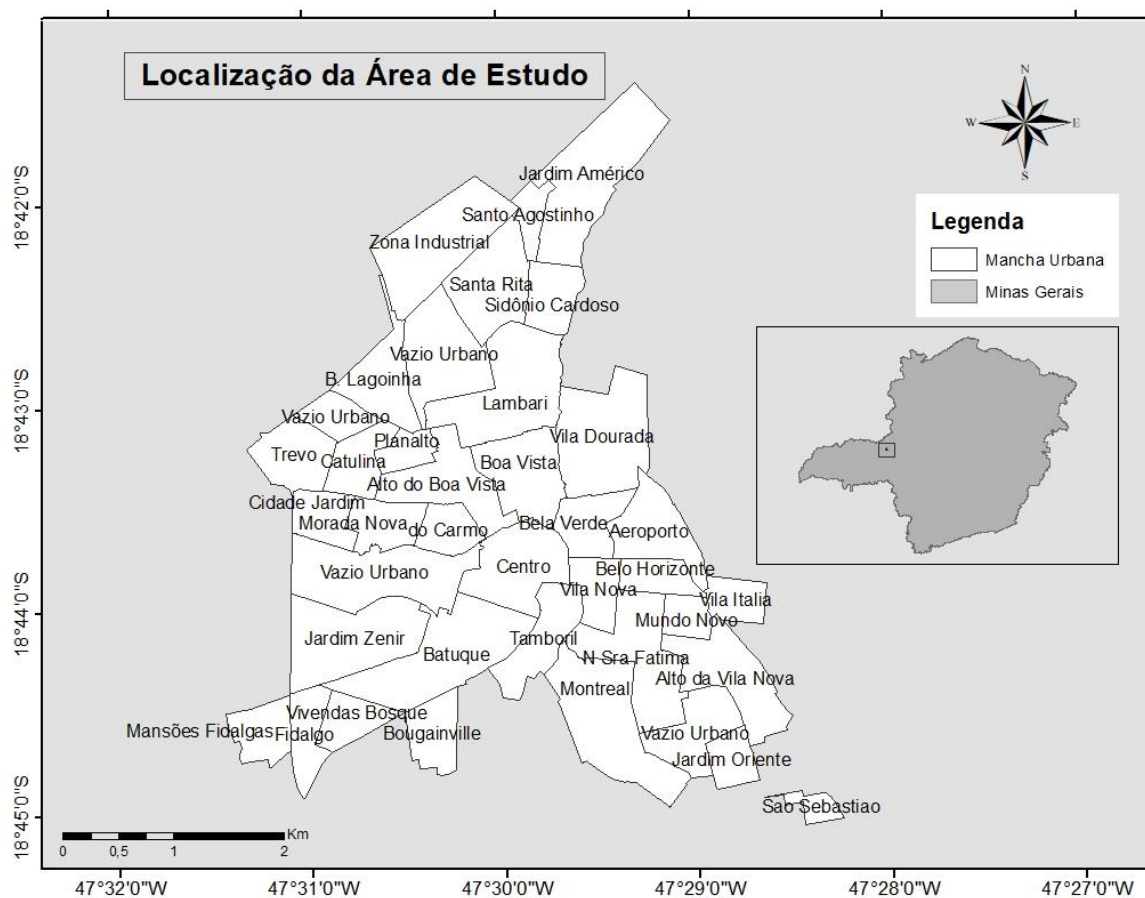 Localização da Área de Estudo
N
W
E
S
Jardim Américo
Santo Agostinho
Zona Industrial
Santa Rita
Sidônio Cardoso
Vazio Urbano
B. Lagoinha
Lambari
Vazio Urbano
Planalto
Vila Dourada
Trevo
Catulina
Boa Vista
Alto do Boa Vista
Cidade Jardim
Morada Nova
do Carmo
Bela Verde
Aeroporto
Vazio Urbano
Centro
Belo Horizonte
Vila Nova
Vila Italia
Mundo Novo
Jardim Zenir
Tamboril
Batuque
N Sra Fatima
Alto da Vila Nova
Montreal
Vivendas Bosque
Mansões Fidalgas
Fidalgo
Bougainville
Vazio Urbano
Jardim Oriente
Sao Sebastiao
Legenda
Mancha Urbana
Minas Gerais
18°42'0"S
18°43'0"S
18°44'0"S
18°45'0"S
Km
0 0,5 1 2
47°32'0"W 47°31'0"W 47°30'0"W 47°29'0"W 47°28'0"W 47°27'0"W